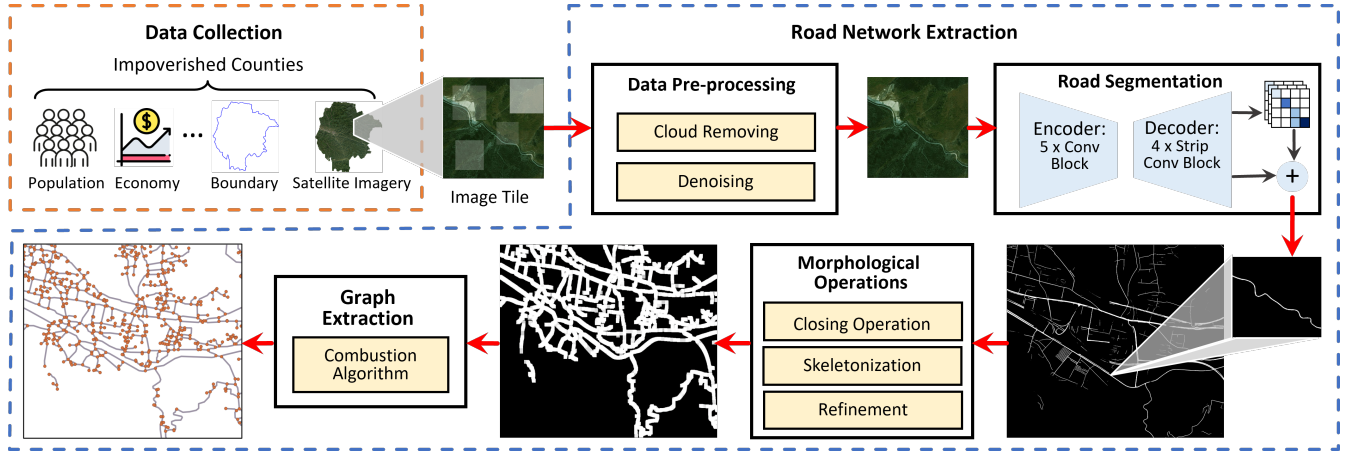 Data Collection
Impoverished Counties
$
...
Population
Economy
Boundary
Satellite Imagery
Image Tile
Road Network Extraction
Data Pre-processing
Cloud Removing
Denoising
Road Segmentation
Encoder:
5 x Conv
Block
Decoder:
4 x Strip
Conv Block
+
Morphological
Operations
Closing Operation
Skeletonization
Refinement
Graph
Extraction
Combustion
Algorithm